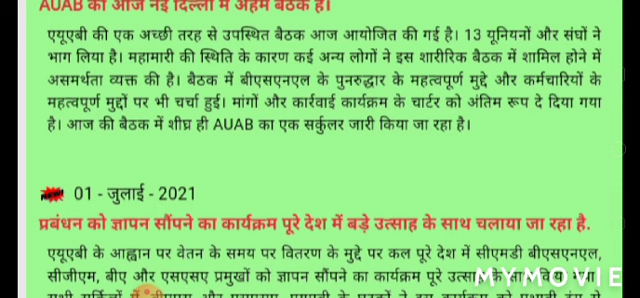 AUAB की आज नई दिल्ली में अहम बैठक है।
एयूएबी की एक अच्छी तरह से उपस्थित बैठक आज आयोजित की गई है। 13 यूनियनों और संघों ने
भाग लिया है। महामारी की स्थिति के कारण कई अन्य लोगों ने इस शारीरिक बैठक में शामिल होने में
असमर्थता व्यक्त की है। बैठक में बीएसएनएल के पुनरुद्धार के महत्वपूर्ण मुद्दे और कर्मचारियों के
महत्वपूर्ण मुद्दों पर भी चर्चा हुई। मांगों और कार्रवाई कार्यक्रम के चार्टर को अंतिम रूप दे दिया गया
है। आज की बैठक में शीघ्र ही AUAB का एक सर्कुलर जारी किया जा रहा है।
NEW! 01 - जुलाई - 2021
प्रबंधन को ज्ञापन सौंपने का कार्यक्रम पूरे देश में बड़े उत्साह के साथ चलाया जा रहा है.
एयूएबी के आह्वान पर वेतन के समय पर वितरण के मुद्दे पर कल पूरे देश में सीएमडी बीएसएनएल,
सीजीएम, बीए और एसएसए प्रमुखों को ज्ञापन सौंपने का कार्यक्रम पूरे उत्साह के
MYMOVIE